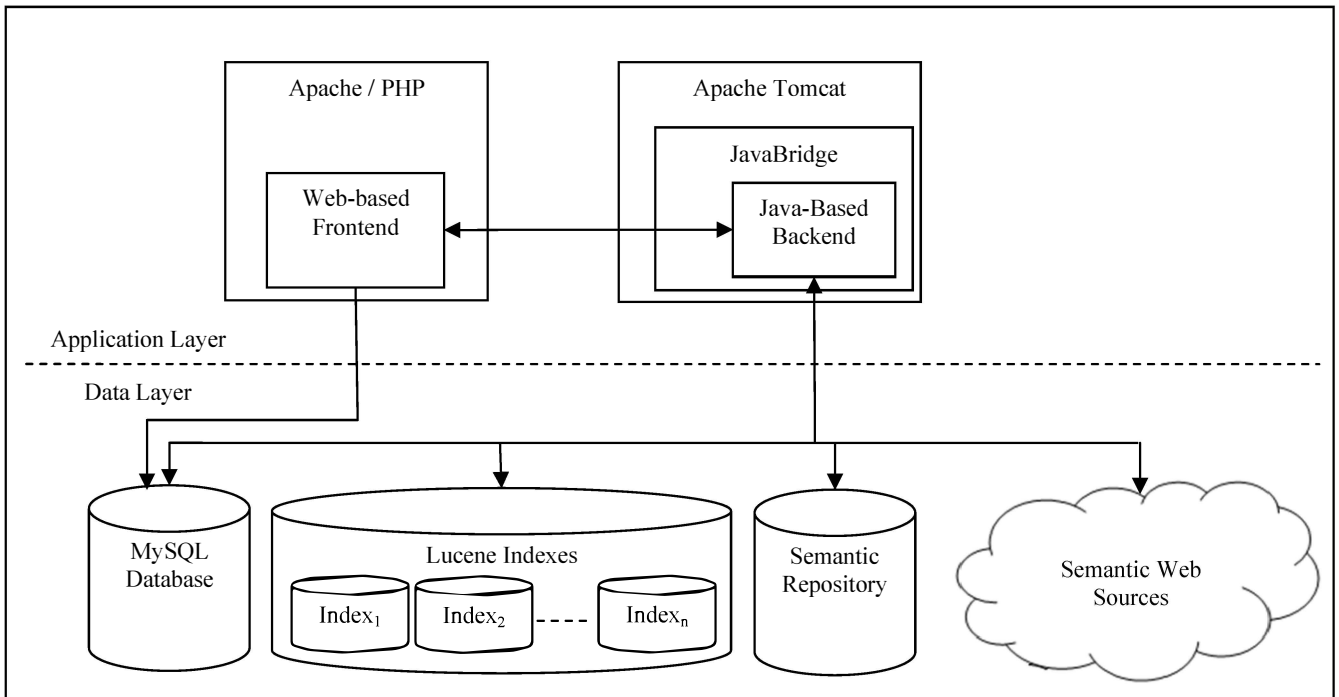 Apache / PHP
Apache Tomcat
JavaBridge
Web-based
Frontend
Java-Based
Backend
Application Layer
Data Layer
MySQL
Database
Lucene Indexes
Index₁
Index₂
Indexₙ
Semantic
Repository
Semantic Web
Sources